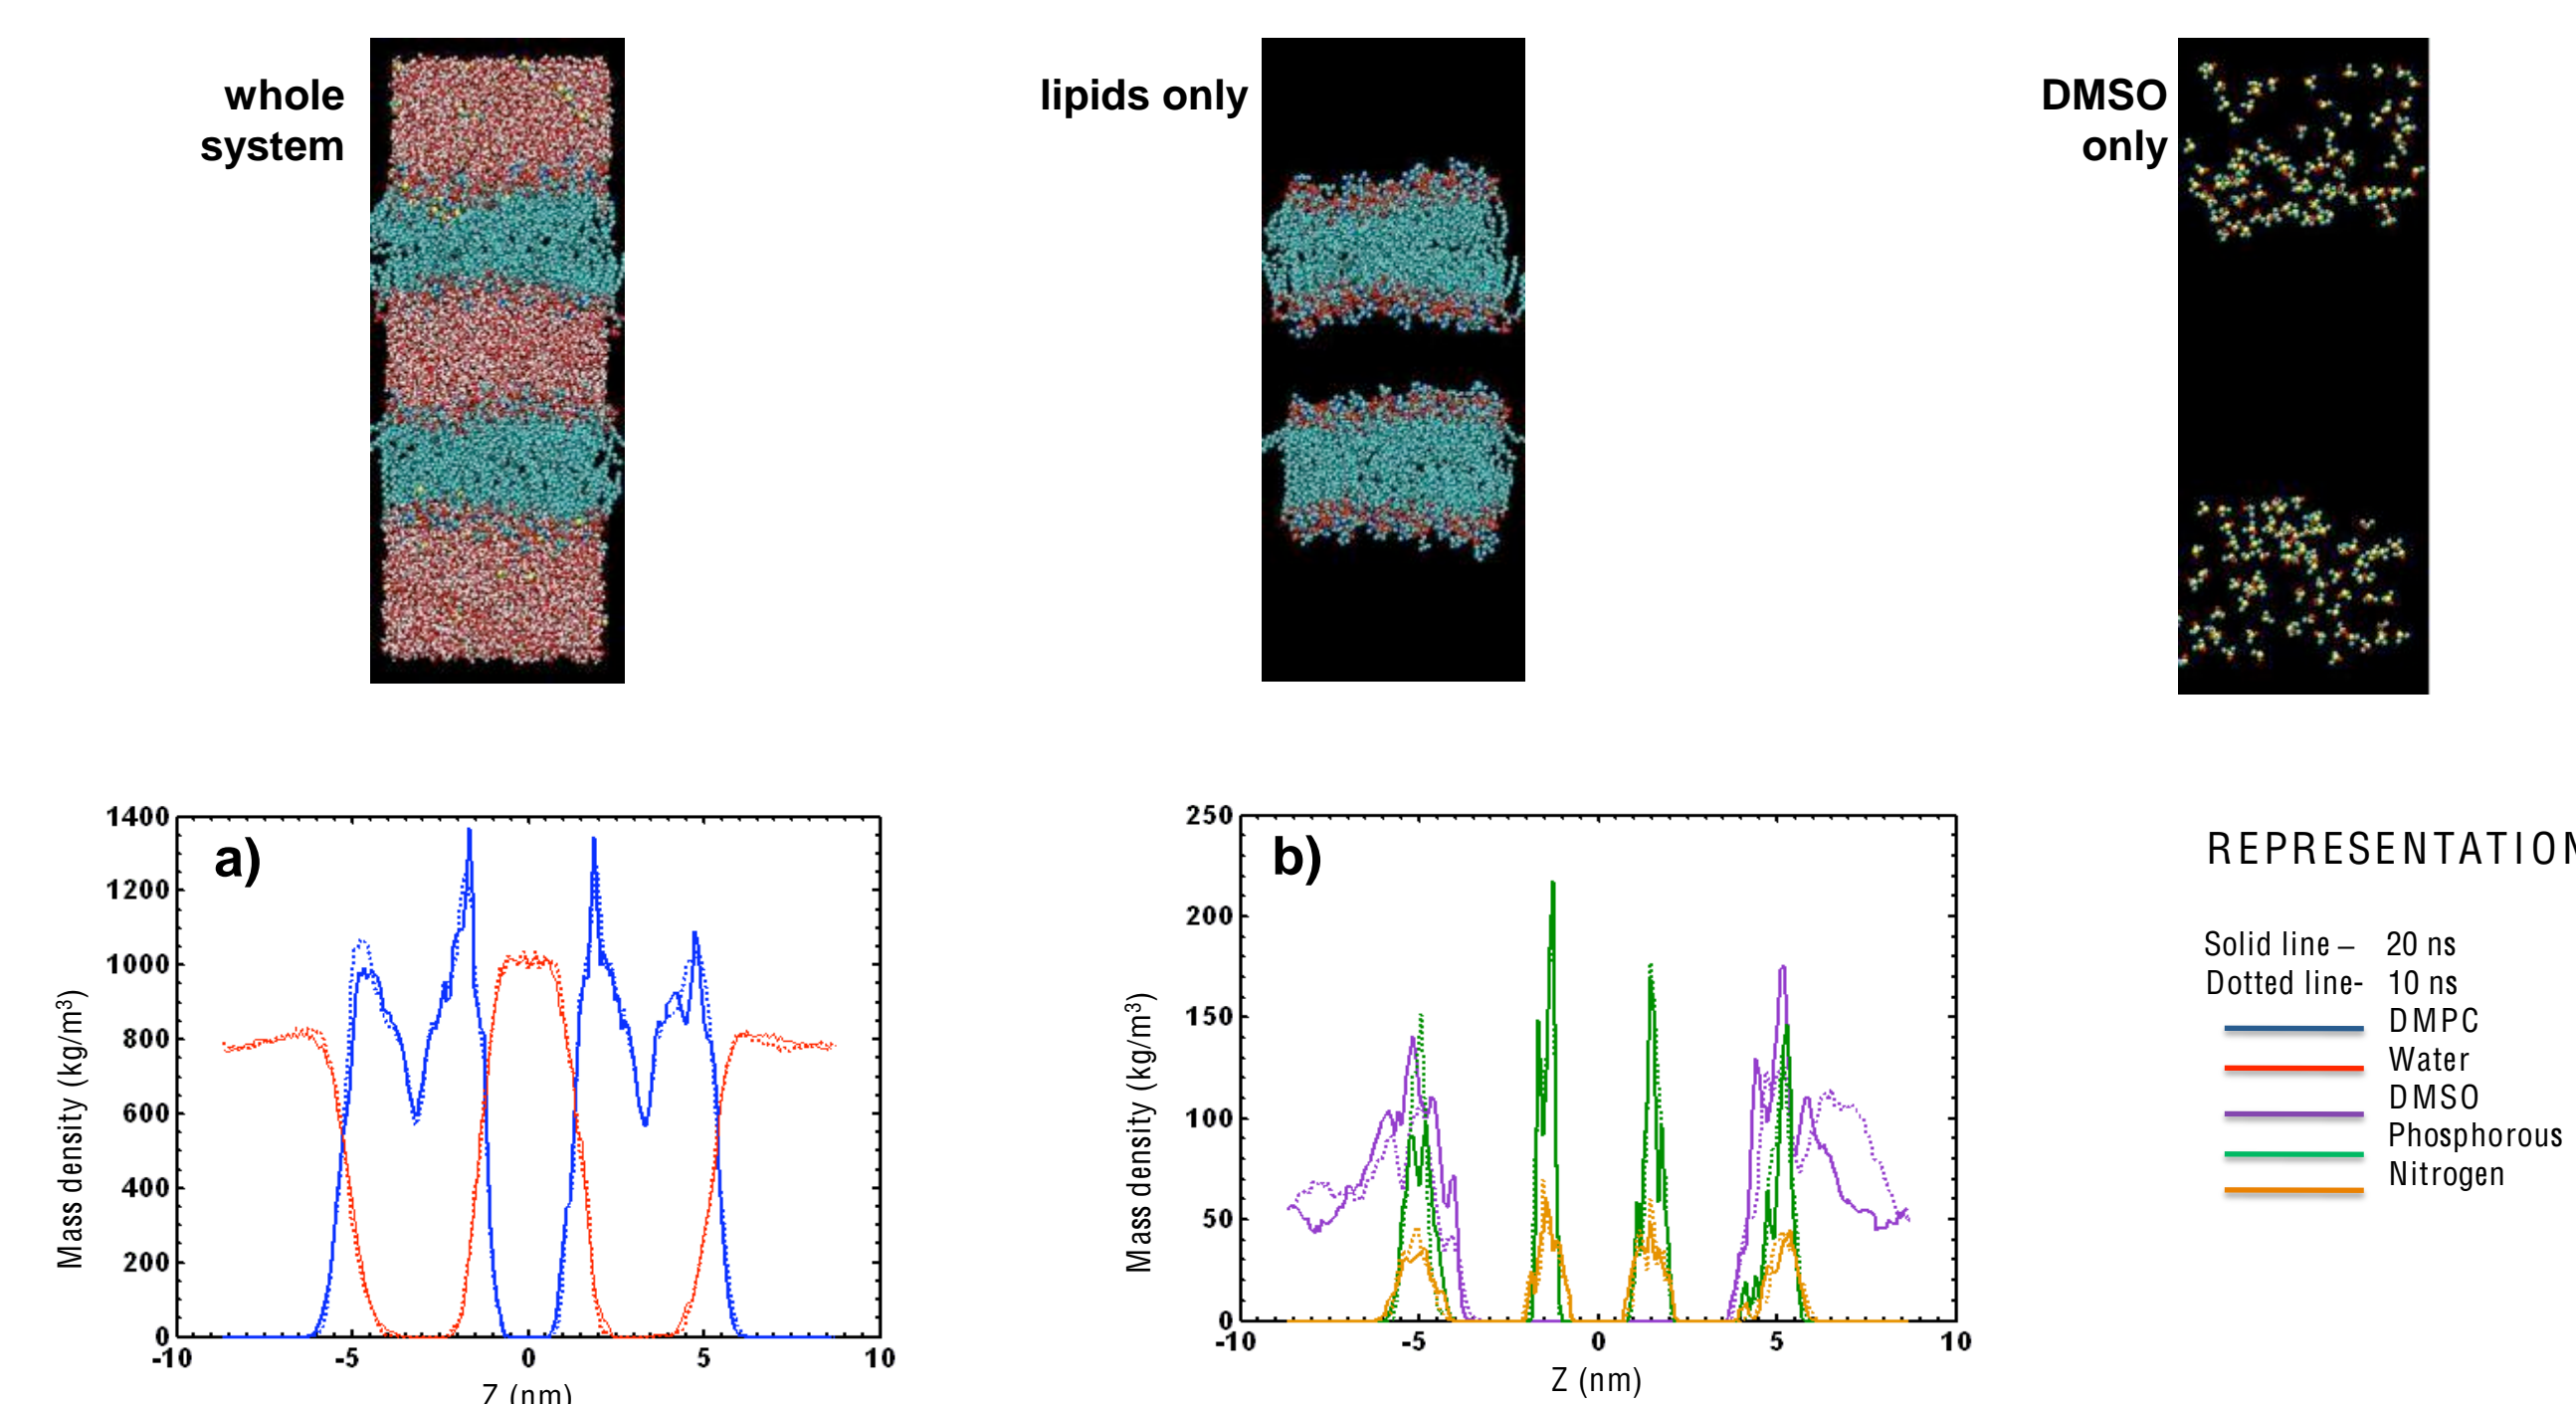 whole
system
lipids only
DMSO
only
a)
1400
1200
1000
800
600
400
200
0
-10
-5
0
5
10
Mass density (kg/m³)
Z (nm)
b)
250
200
150
100
50
0
-10
-5
0
5
10
Mass density (kg/m³)
Z (nm)
REPRESENTATION
Solid line – 20 ns
Dotted line- 10 ns
DMPC
Water
DMSO
Phosphorous
Nitrogen